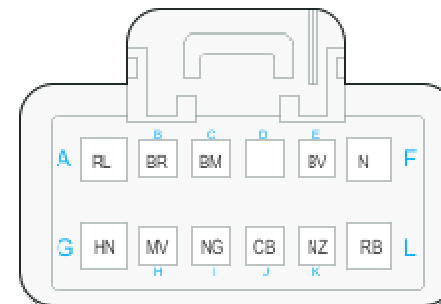 B C D E
A RL BR BM BV N F
G HN MV NG CB NZ RB L
H I J K